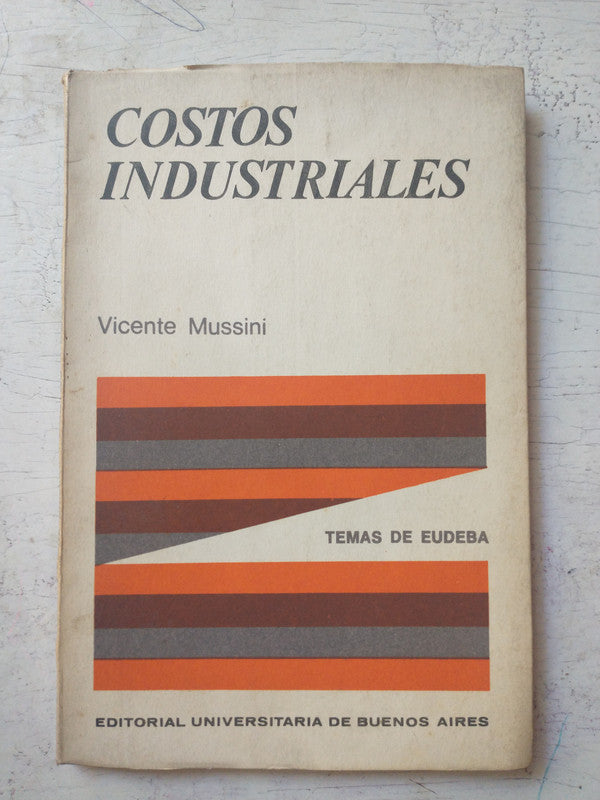 COSTOS
INDUSTRIALES
Vicente Mussini
TEMAS DE EUDEBA
EDITORIAL UNIVERSITARIA DE BUENOS AIRES